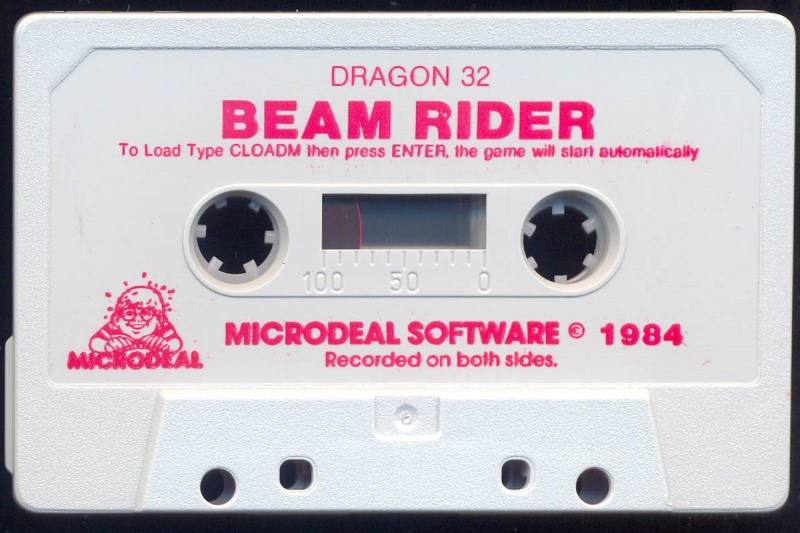 DRAGON 32
BEAM RIDER
To Load Type CLOADM then press ENTER, the game will start automatically
100 50 0
MICRODEAL
MICRODEAL SOFTWARE © 1984
Recorded on both sides.